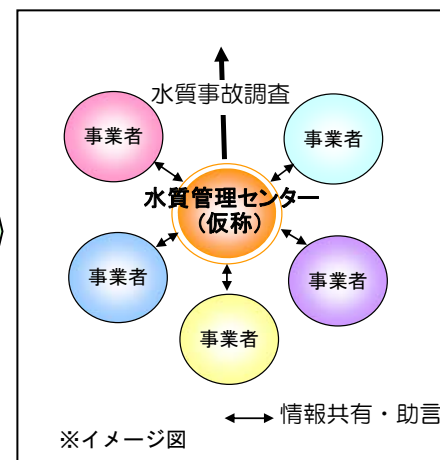 水質事故調査
事業者
事業者
水質管理センター
（仮称）
事業者
事業者
事業者
情報共有・助言
※イメージ図